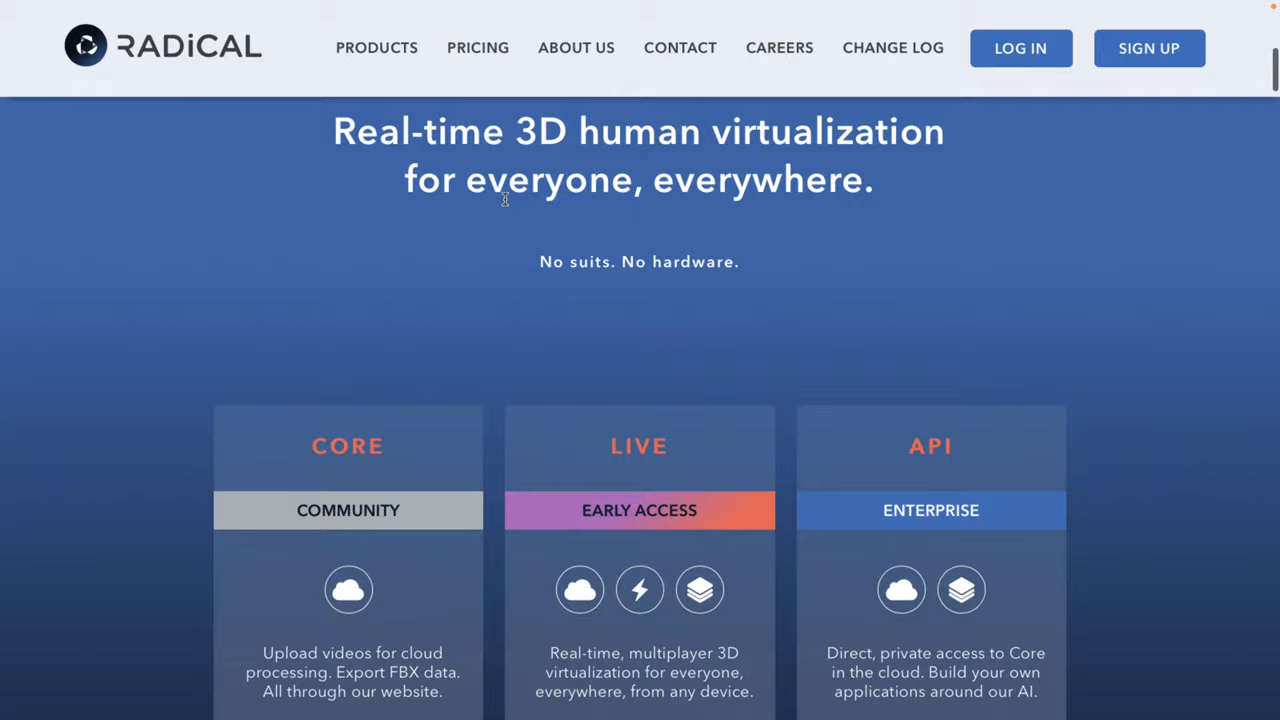 RADiCAL
PRODUCTS
PRICING
ABOUT US
CONTACT
CAREERS
CHANGE LOG
LOG IN
SIGN UP
Real-time 3D human virtualization
for everyone, everywhere.
No suits. No hardware.
CORE
COMMUNITY
Upload videos for cloud
processing. Export FBX data.
All through our website.
LIVE
EARLY ACCESS
Real-time, multiplayer 3D
virtualization for everyone,
everywhere, from any device.
API
ENTERPRISE
Direct, private access to Core
in the cloud. Build your own
applications around our AI.